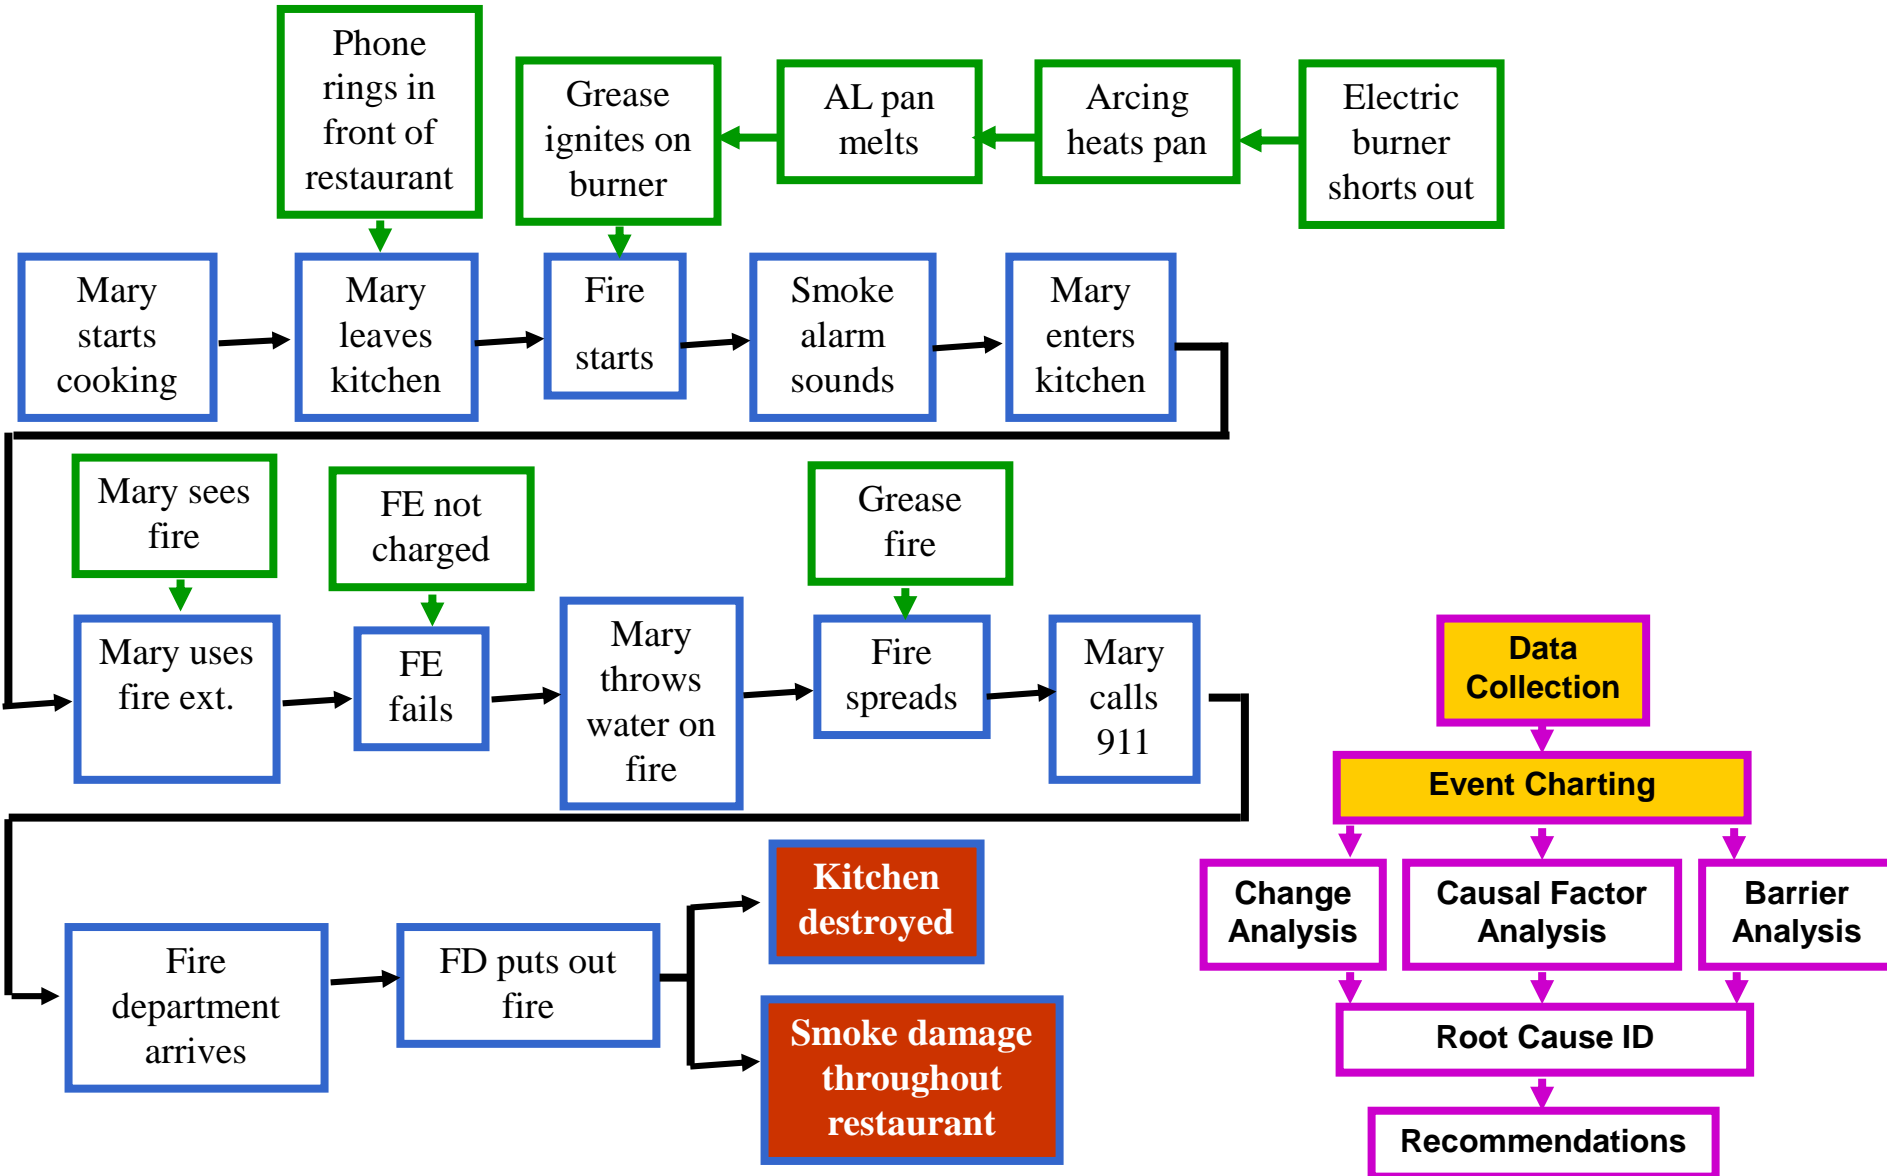 Phone
rings in
front of
restaurant
Grease
ignites on
burner
AL pan
melts
Arcing
heats pan
Electric
burner
shorts out
Mary
starts
cooking
Mary
leaves
kitchen
Fire
starts
Smoke
alarm
sounds
Mary
enters
kitchen
Mary sees
fire
FE not
charged
Grease
fire
Mary uses
fire ext.
FE
fails
Mary
throws
water on
fire
Fire
spreads
Mary
calls
911
Fire
department
arrives
FD puts out
fire
Kitchen
destroyed
Smoke damage
throughout
restaurant
Data
Collection
Event Charting
Change
Analysis
Causal Factor
Analysis
Barrier
Analysis
Root Cause ID
Recommendations